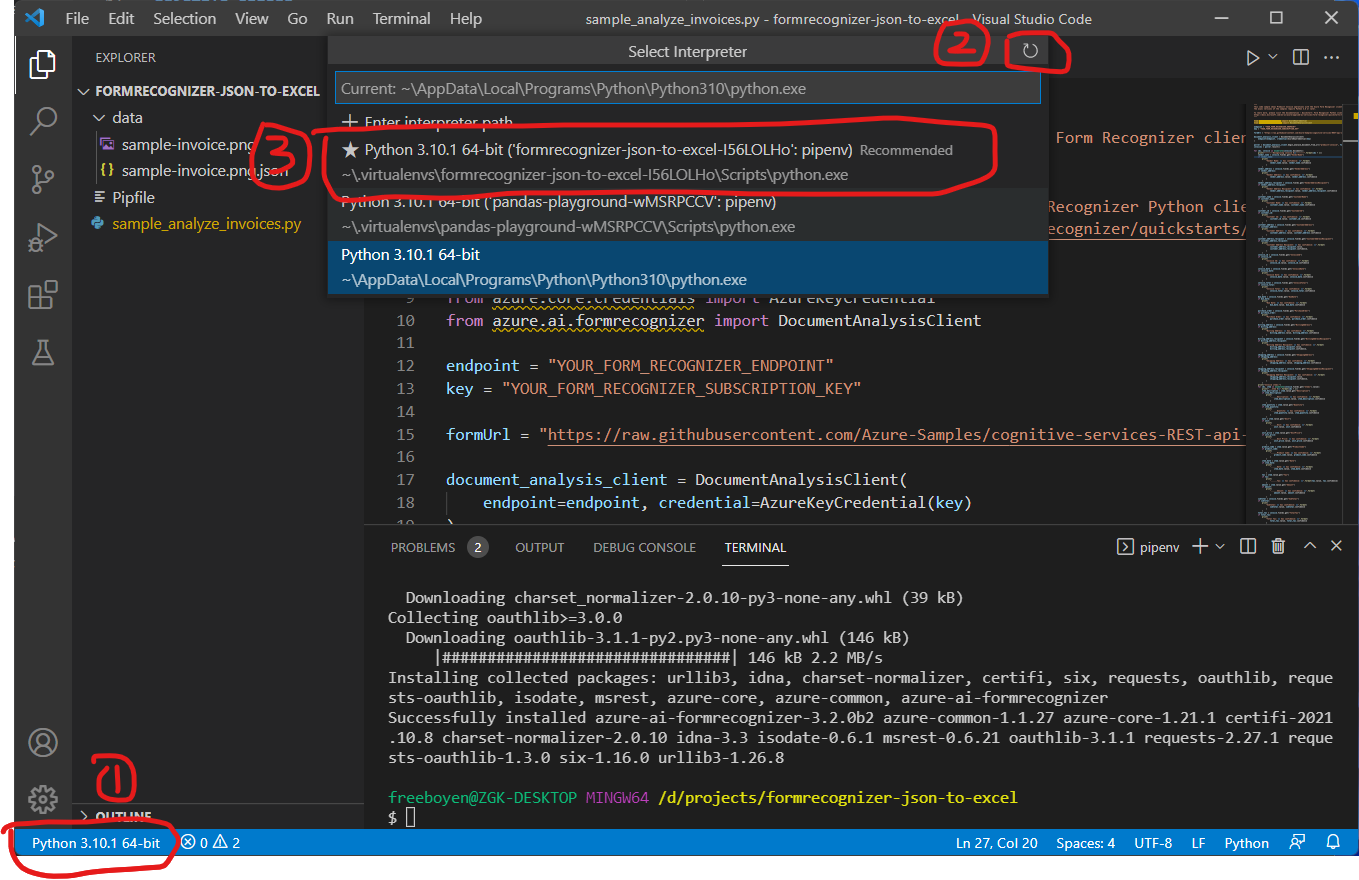 File Edit Selection View Go Run Terminal Help
sample_analyze_invoices.py - formrecognizer-json-to-excel - Visual Studio Code
EXPLORER
FORMRECOGNIZER-JSON-TO-EXCEL
data
sample-invoice.png
sample-invoice.png.json
Pipfile
sample_analyze_invoices.py
OUTLINE
Select Interpreter
2
Current: ~\AppData\Local\Programs\Python\Python310\python.exe
Enter interpreter path
3
Python 3.10.1 64-bit ('formrecognizer-json-to-excel-I56LOLHo': pipenv) Recommended
~\.virtualenvs\formrecognizer-json-to-excel-I56LOLHo\Scripts\python.exe
Python 3.10.1 64-bit ('pandas-playground-wMSRPCCV': pipenv)
~\.virtualenvs\pandas-playground-wMSRPCCV\Scripts\python.exe
Python 3.10.1 64-bit
~\AppData\Local\Programs\Python\Python310\python.exe
Form Recognizer clien
Recognizer Python clie
ecognizer/quickstarts/
9 from azure.core.credentials import AzureKeyCredential
10 from azure.ai.formrecognizer import DocumentAnalysisClient
11
12 endpoint = "YOUR_FORM_RECOGNIZER_ENDPOINT"
13 key = "YOUR_FORM_RECOGNIZER_SUBSCRIPTION_KEY"
14
15 formUrl = "https://raw.githubusercontent.com/Azure-Samples/cognitive-services-REST-api-
16
17 document_analysis_client = DocumentAnalysisClient(
18 endpoint=endpoint, credential=AzureKeyCredential(key)
19 )
PROBLEMS 2 OUTPUT DEBUG CONSOLE TERMINAL
pipenv
Downloading charset_normalizer-2.0.10-py3-none-any.whl (39 kB)
Collecting oauthlib>=3.0.0
Downloading oauthlib-3.1.1-py2.py3-none-any.whl (146 kB)
|################################| 146 kB 2.2 MB/s
Installing collected packages: urllib3, idna, charset-normalizer, certifi, six, requests, oauthlib, reque
sts-oauthlib, isodate, msrest, azure-core, azure-common, azure-ai-formrecognizer
Successfully installed azure-ai-formrecognizer-3.2.0b2 azure-common-1.1.27 azure-core-1.21.1 certifi-2021
.10.8 charset-normalizer-2.0.10 idna-3.3 isodate-0.6.1 msrest-0.6.21 oauthlib-3.1.1 requests-2.27.1 reque
sts-oauthlib-1.3.0 six-1.16.0 urllib3-1.26.8
freeboyen@ZGK-DESKTOP MINGW64 /d/projects/formrecognizer-json-to-excel
$
1
Python 3.10.1 64-bit 0 2
Ln 27, Col 20 Spaces: 4 UTF-8 LF Python